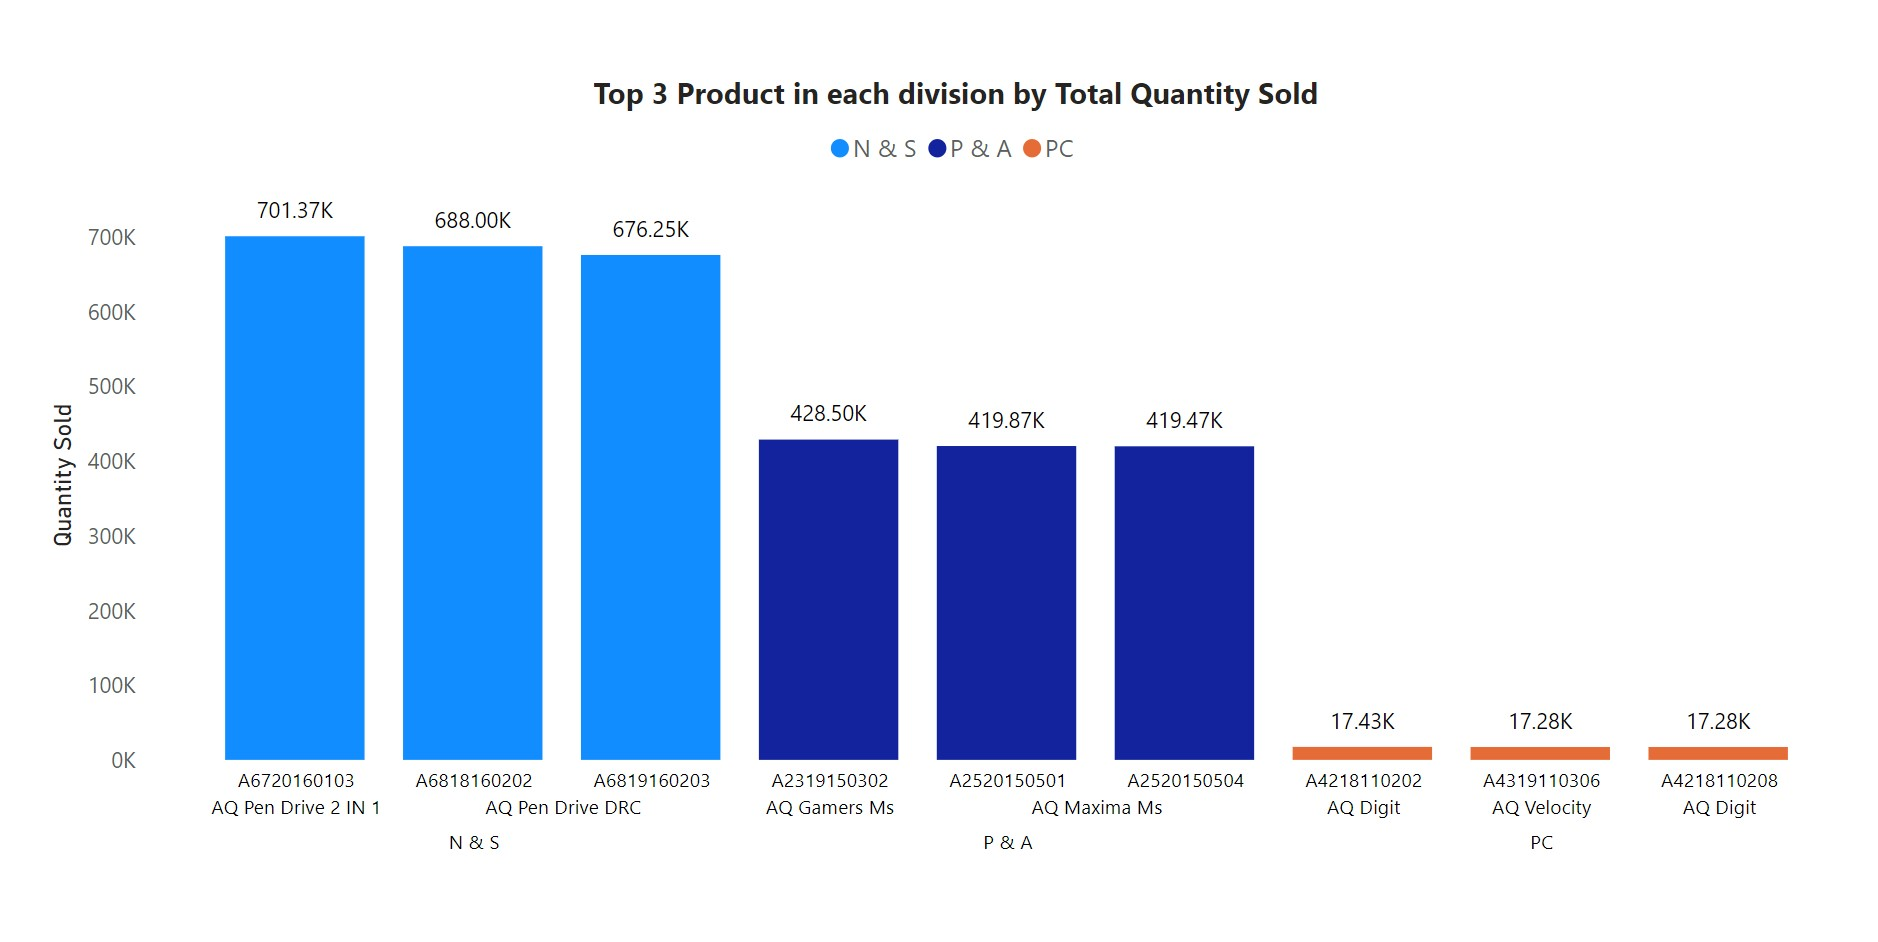 Top 3 Product in each division by Total Quantity Sold
N & S P & A PC
701.37K
688.00K
676.25K
428.50K
419.87K
419.47K
17.43K
17.28K
17.28K
Quantity Sold
700K
600K
500K
400K
300K
200K
100K
0K
A6720160103 A6818160202 A6819160203 A2319150302 A2520150501 A2520150504 A4218110202 A4319110306 A4218110208
AQ Pen Drive 2 IN 1 AQ Pen Drive DRC AQ Gamers Ms AQ Maxima Ms AQ Digit AQ Velocity AQ Digit
N & S P & A PC